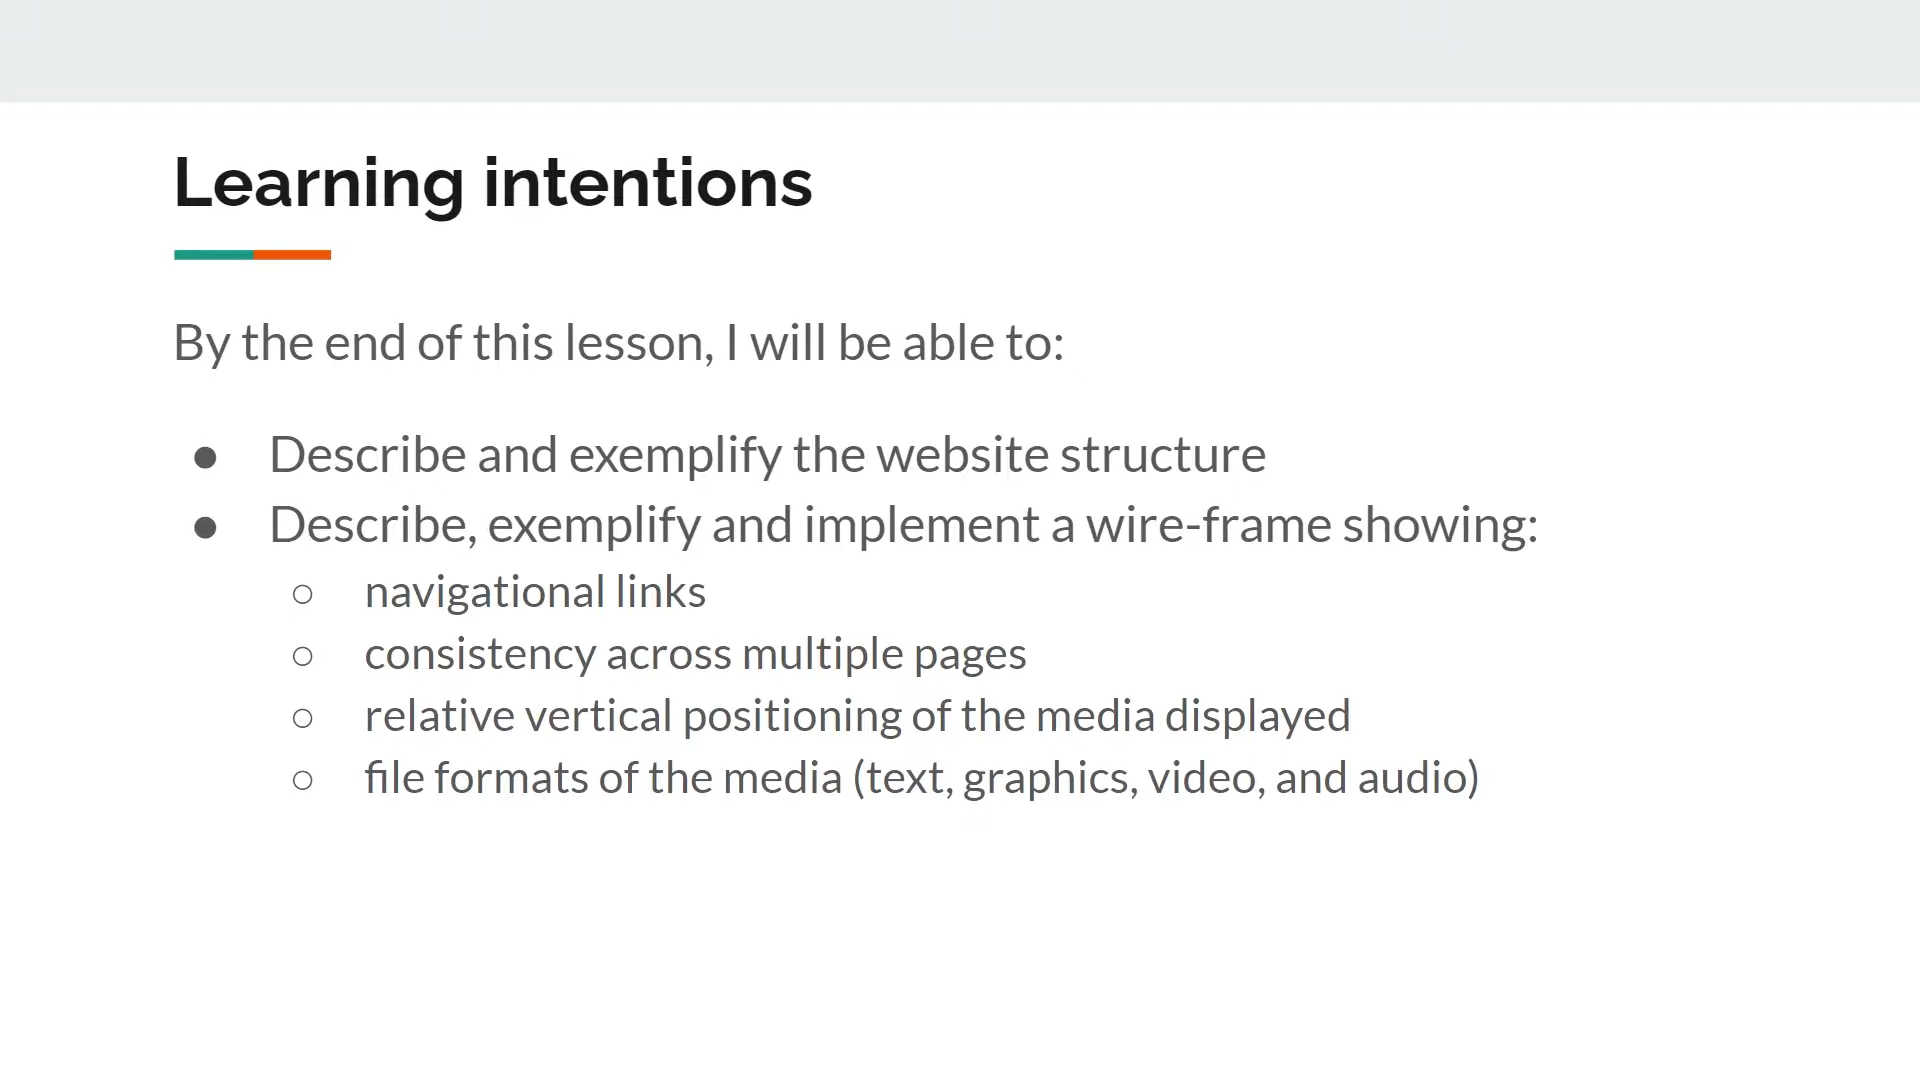 Learning intentions
By the end of this lesson, I will be able to:
● Describe and exemplify the website structure
● Describe, exemplify and implement a wire-frame showing:
○ navigational links
○ consistency across multiple pages
○ relative vertical positioning of the media displayed
○ file formats of the media (text, graphics, video, and audio)